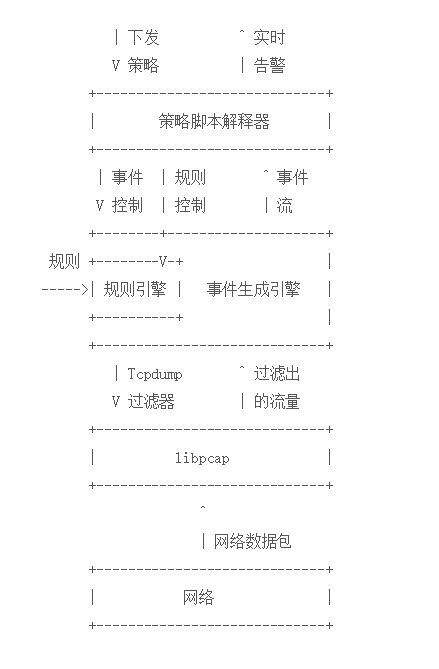 | 下发 ^ 实时
V 策略 | 告警
+---------------------------+
| 策略脚本解释器 |
+---------------------------+
| 事件 | 规则 ^ 事件
V 控制 | 控制 | 流
+-------+-------------------+
规则 +--------V-+ |
----->| 规则引擎 | 事件生成引擎 |
+----------+ |
+---------------------------+
| Tcpdump ^ 过滤出
V 过滤器 | 的流量
+---------------------------+
| libpcap |
+---------------------------+
^
| 网络数据包
+---------------------------+
| 网络 |
+---------------------------+